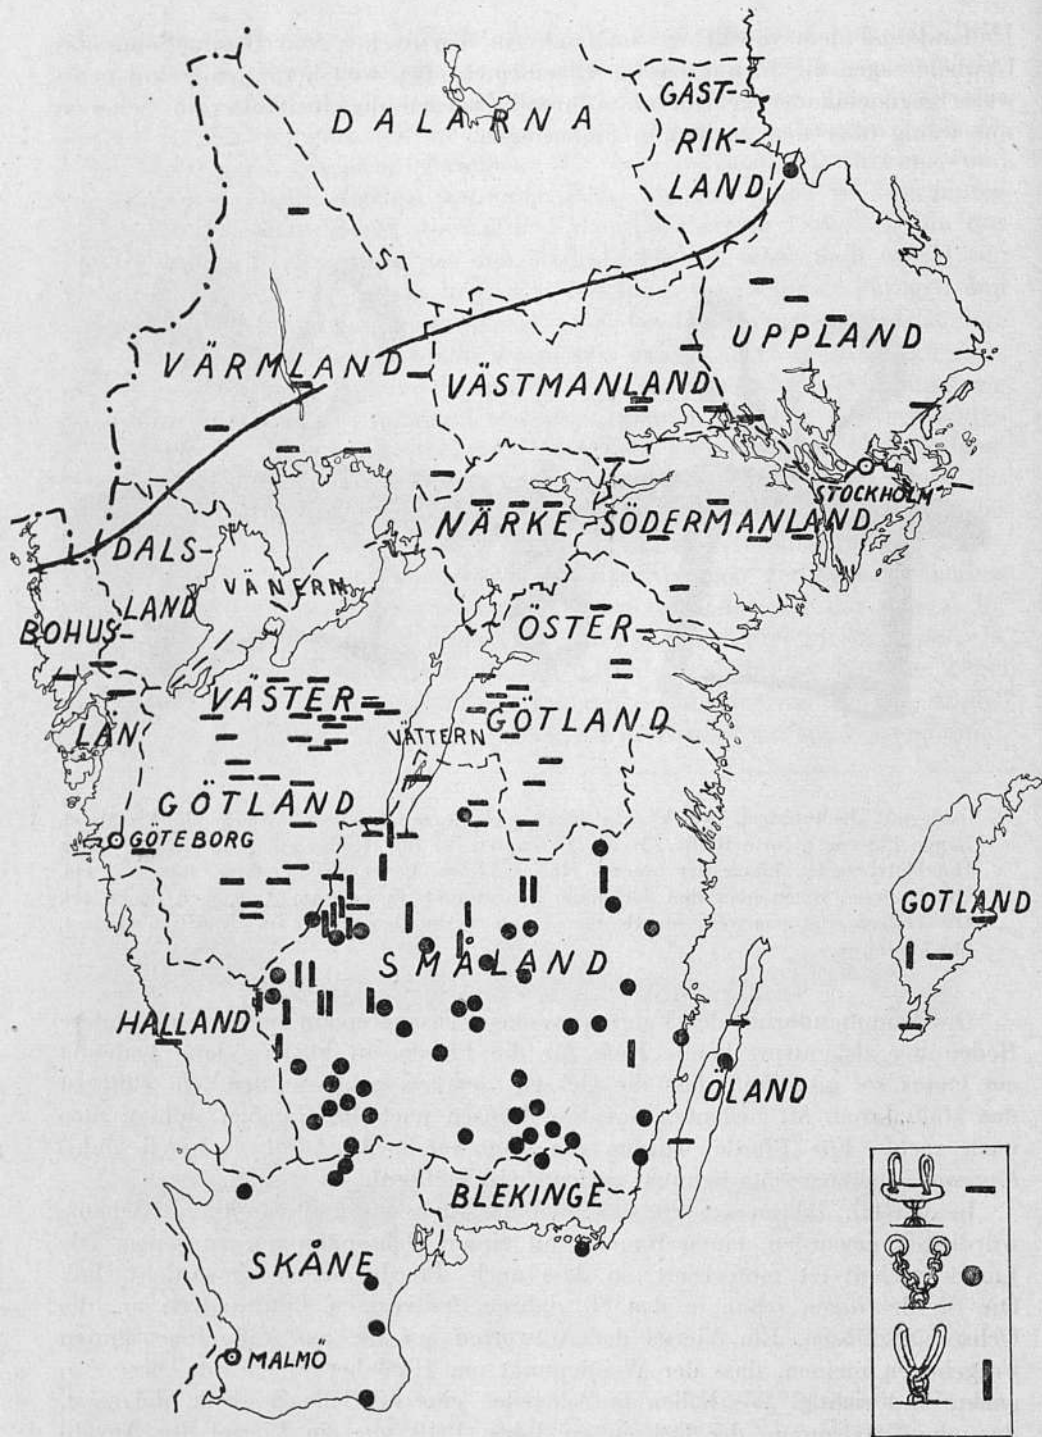 DALARNA
GÄST-
RIK-
LAND
UPPLAND
VÄRMLAND
VÄSTMANLAND
STOCKHOLM
NÄRKE
SÖDERMANLAND
DALS-
LAND
VÄNERN
BOHUS-
LÄN
ÖSTER-
GÖTLAND
VÄSTER
GÖTLAND
VÄTTERN
GÖTEBORG
GOTLAND
SMÅLAND
HALLAND
ÖLAND
BLEKINGE
SKÅNE
MALMÖ